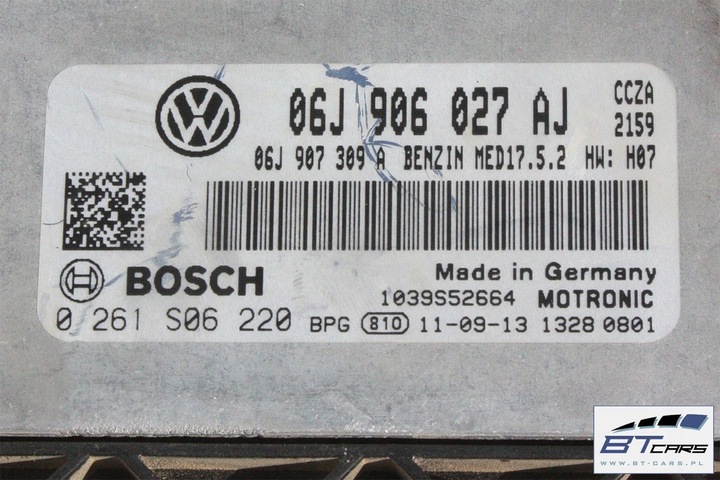 06J 906 027 AJ CCZA
2159
06J 907 309 A BENZIN MED17.5.2 HW: H07
BOSCH Made in Germany
1039S52664 MOTRONIC
0 261 S06 220 BPG 810 11-09-13 1328 0801
BT CARS
WWW.BT-CARS.PL